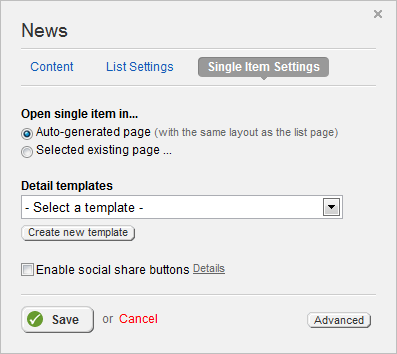 News
Content List Settings Single Item Settings
Open single item in...
Auto-generated page (with the same layout as the list page)
Selected existing page ...
Detail templates
- Select a template -
Create new template
Enable social share buttons Details
Save or Cancel Advanced